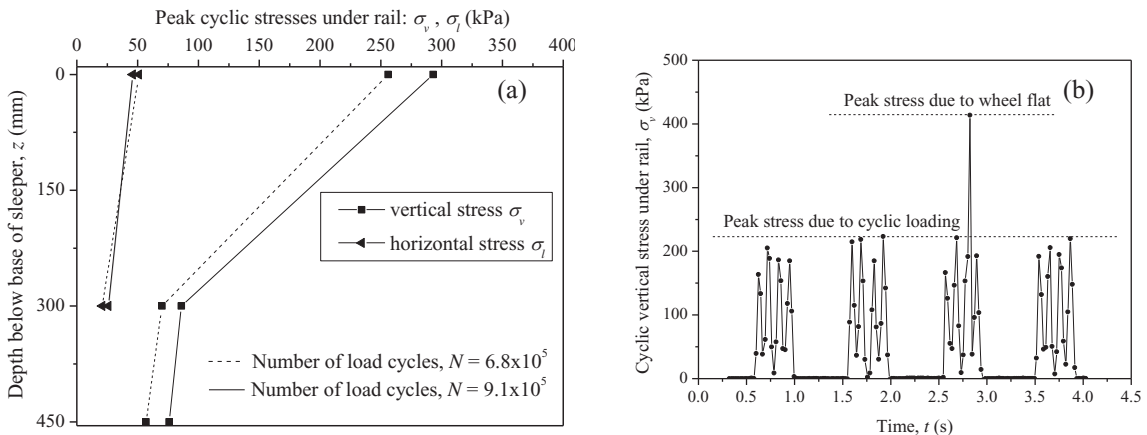 Peak cyclic stresses under rail: σv , σl (kPa)
0 50 100 150 200 250 300 350 400
(a)
0
150
300
450
Depth below base of sleeper, z (mm)
vertical stress σv
horizontal stress σl
Number of load cycles, N = 6.8x10⁵
Number of load cycles, N = 9.1x10⁵
(b)
500
400
300
200
100
0
Cyclic vertical stress under rail, σv (kPa)
Peak stress due to wheel flat
Peak stress due to cyclic loading
0.0 0.5 1.0 1.5 2.0 2.5 3.0 3.5 4.0 4.5
Time, t (s)